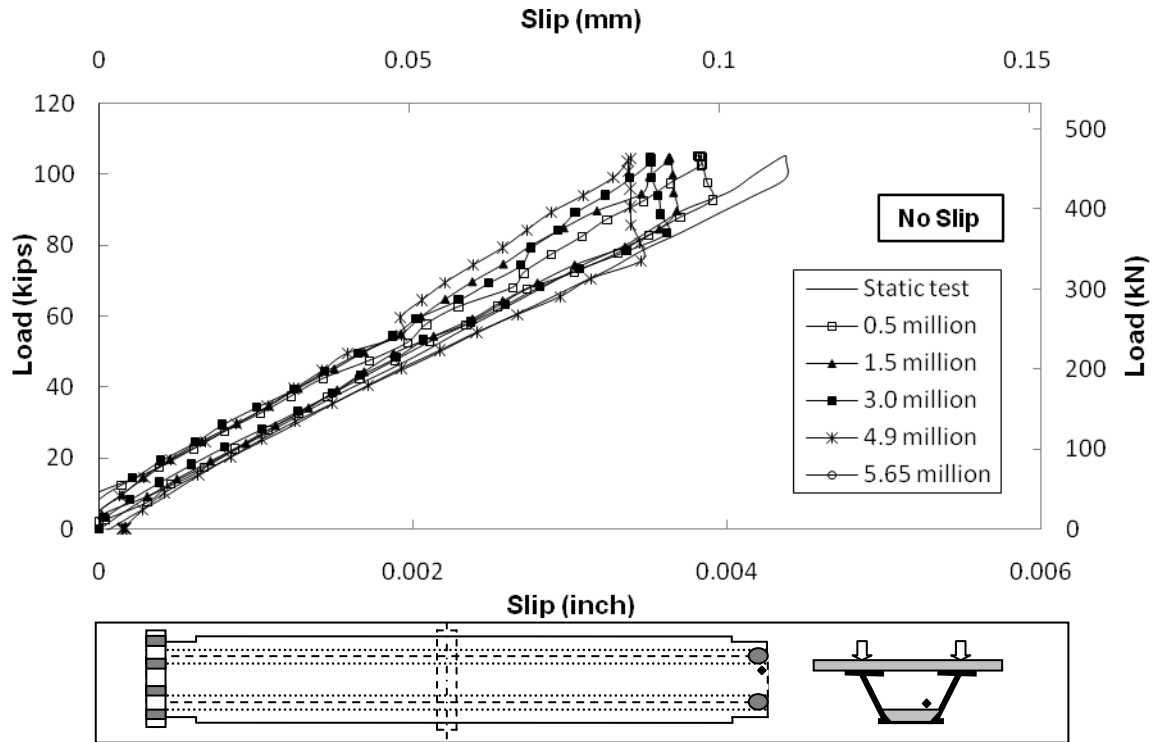 Slip (mm)
0 0.05 0.1 0.15
120
100
80
60
40
20
0
Load (kips)
500
400
300
200
100
0
Load (kN)
No Slip
Static test
0.5 million
1.5 million
3.0 million
4.9 million
5.65 million
0 0.002 0.004 0.006
Slip (inch)